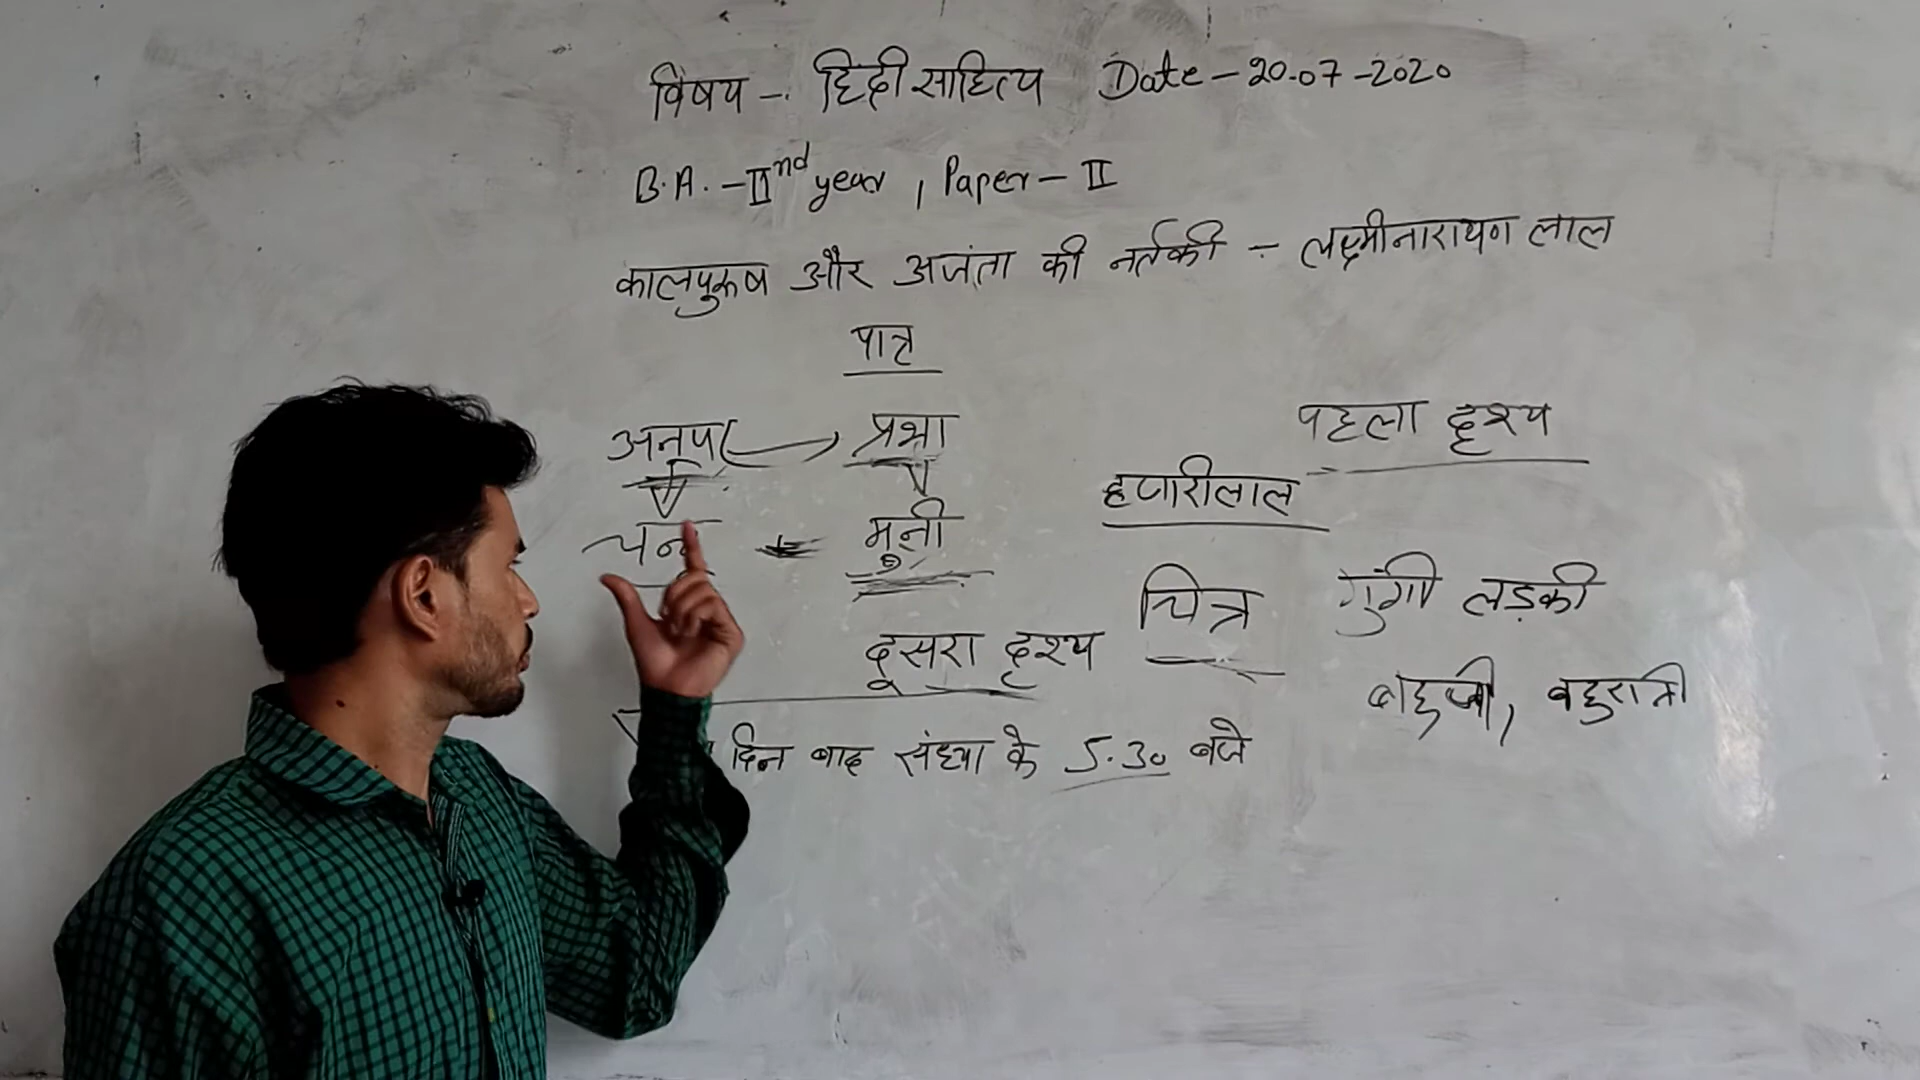 विषय - हिंदी साहित्य Date - 20-07-2020
B.A. - IInd year, Paper - II
कालपुरूष और अजंता की नर्तकी - लक्ष्मीनारायण लाल
पात्र
पहला दृश्य
अनूप प्रभा
हजारीलाल
मुन्नी
चित्र गुंगी लड़की
दूसरा दृश्य
बहुरानी
दिन बाद संध्या के 5.30 बजे